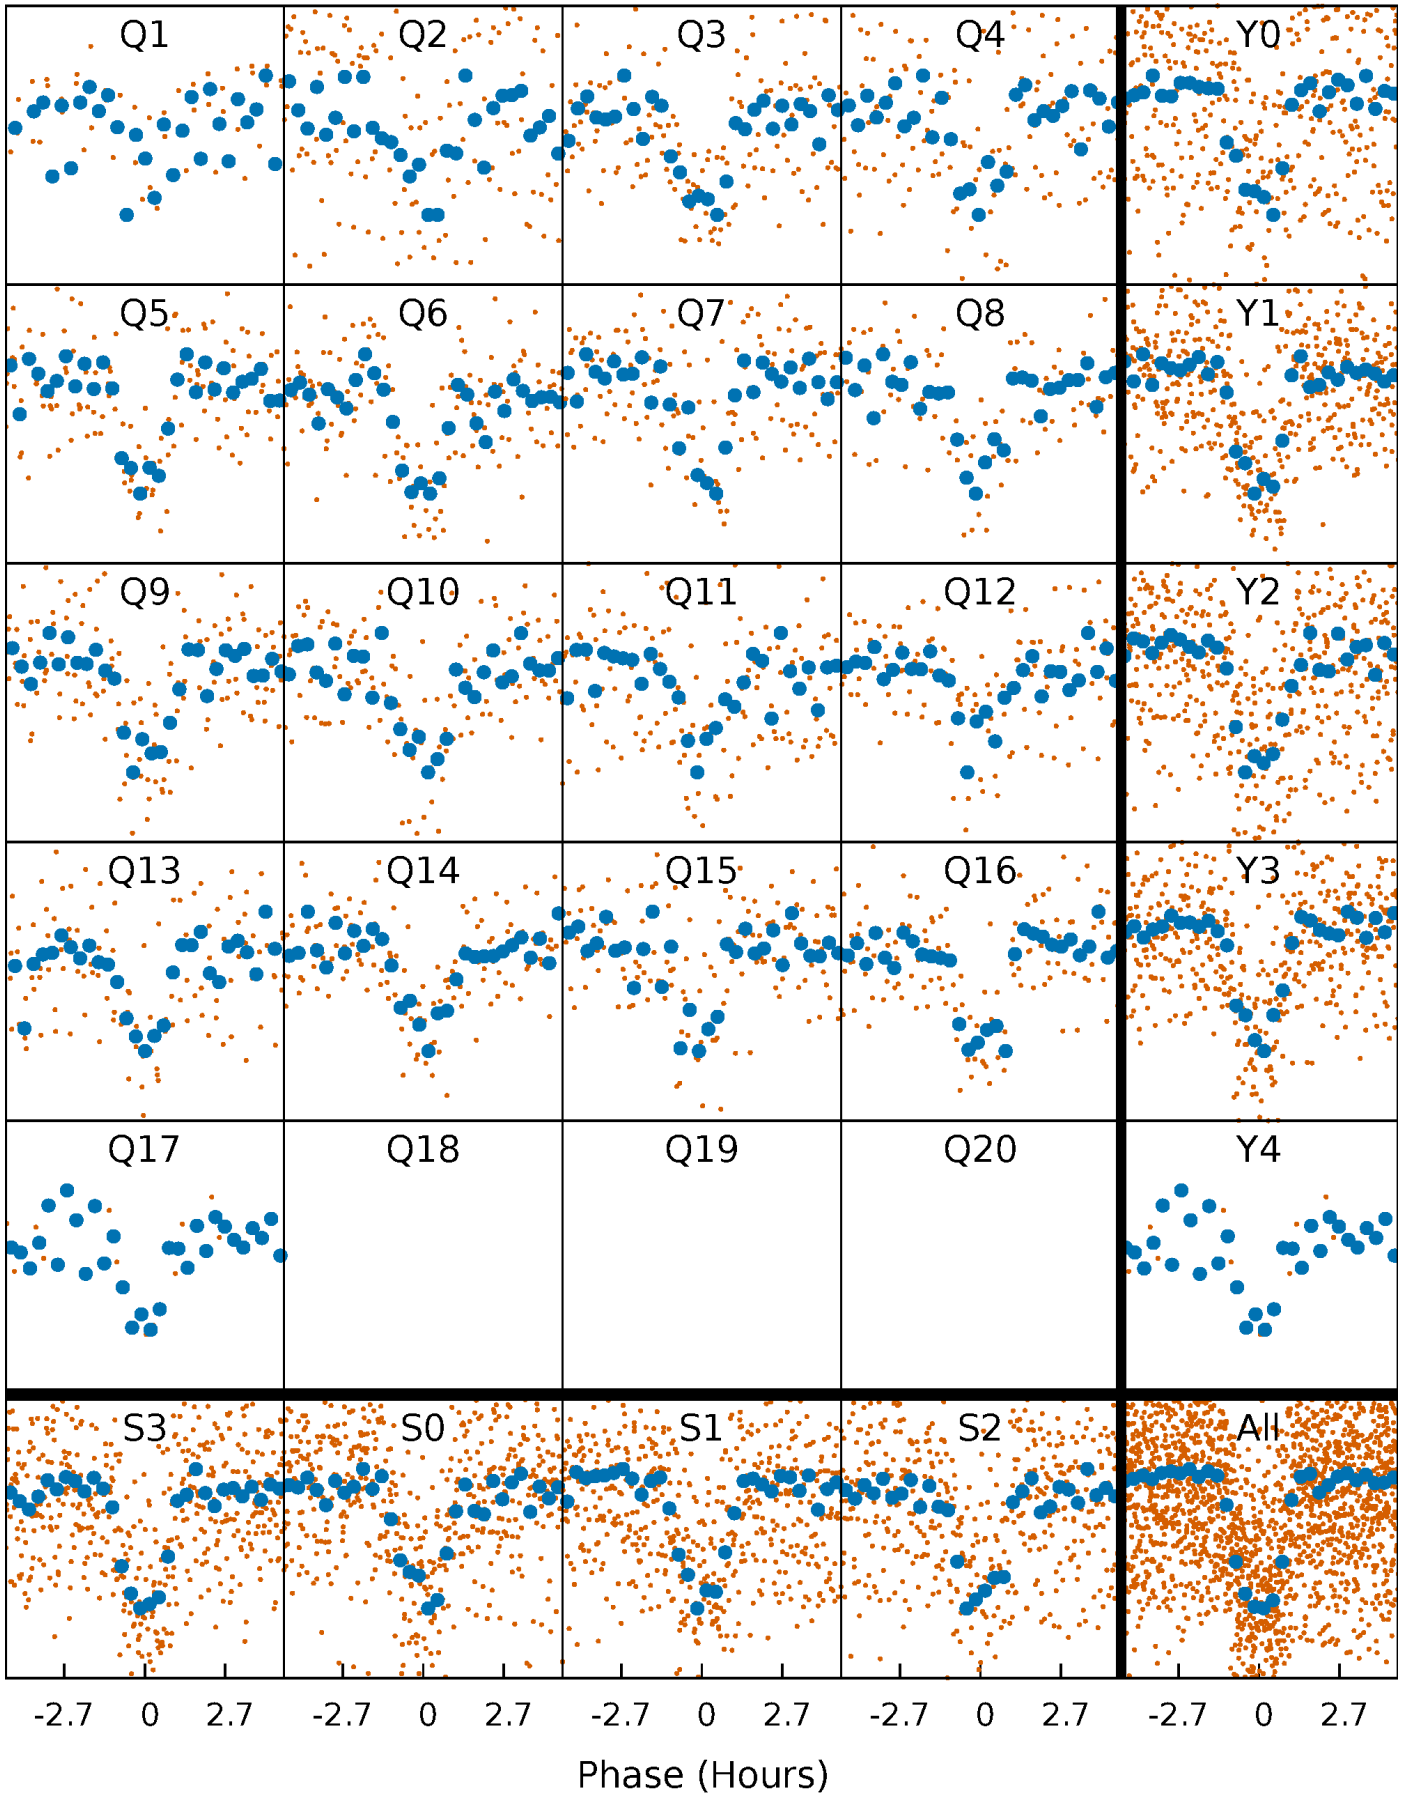 Q1 Q2 Q3 Q4 Y0
Q5 Q6 Q7 Q8 Y1
Q9 Q10 Q11 Q12 Y2
Q13 Q14 Q15 Q16 Y3
Q17 Q18 Q19 Q20 Y4
S3 S0 S1 S2 All
-2.7 0 2.7 -2.7 0 2.7 -2.7 0 2.7 -2.7 0 2.7 -2.7 0 2.7
Phase (Hours)